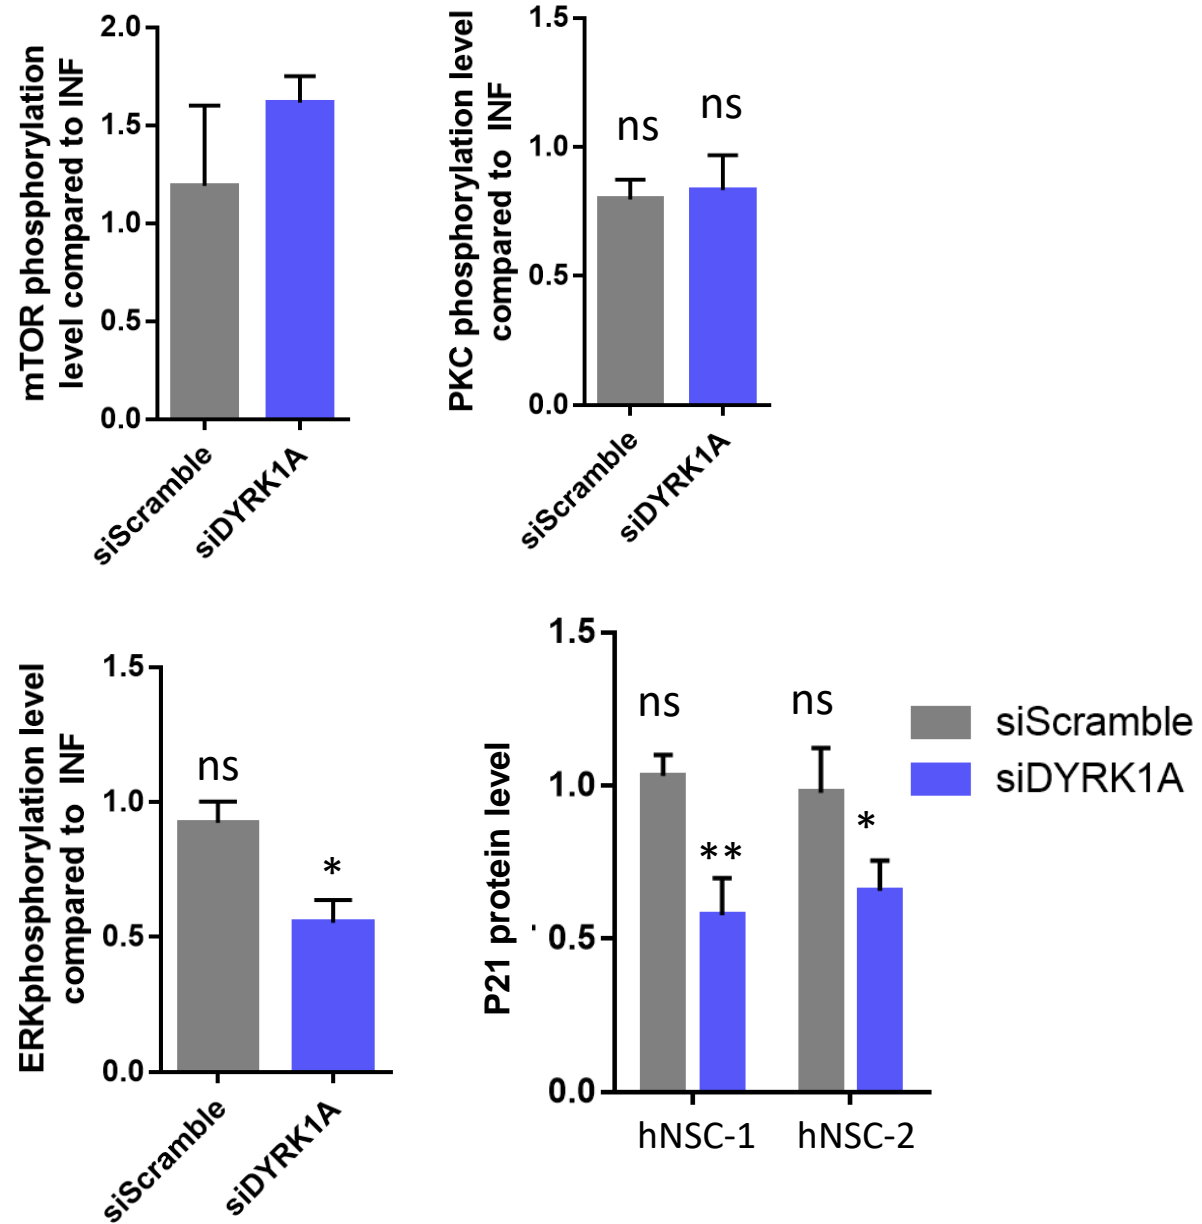 mTOR phosphorylation
level compared to INF
2.0
1.5
1.0
0.5
0.0
siScramble
siDYRK1A
PKC phosphorylation level
compared to INF
1.5
1.0
0.5
0.0
ns
ns
siScramble
siDYRK1A
ERKphosphorylation level
compared to INF
1.5
1.0
0.5
0.0
ns
*
siScramble
siDYRK1A
P21 protein level
1.5
1.0
0.5
0.0
ns
**
ns
*
hNSC-1
hNSC-2
siScramble
siDYRK1A